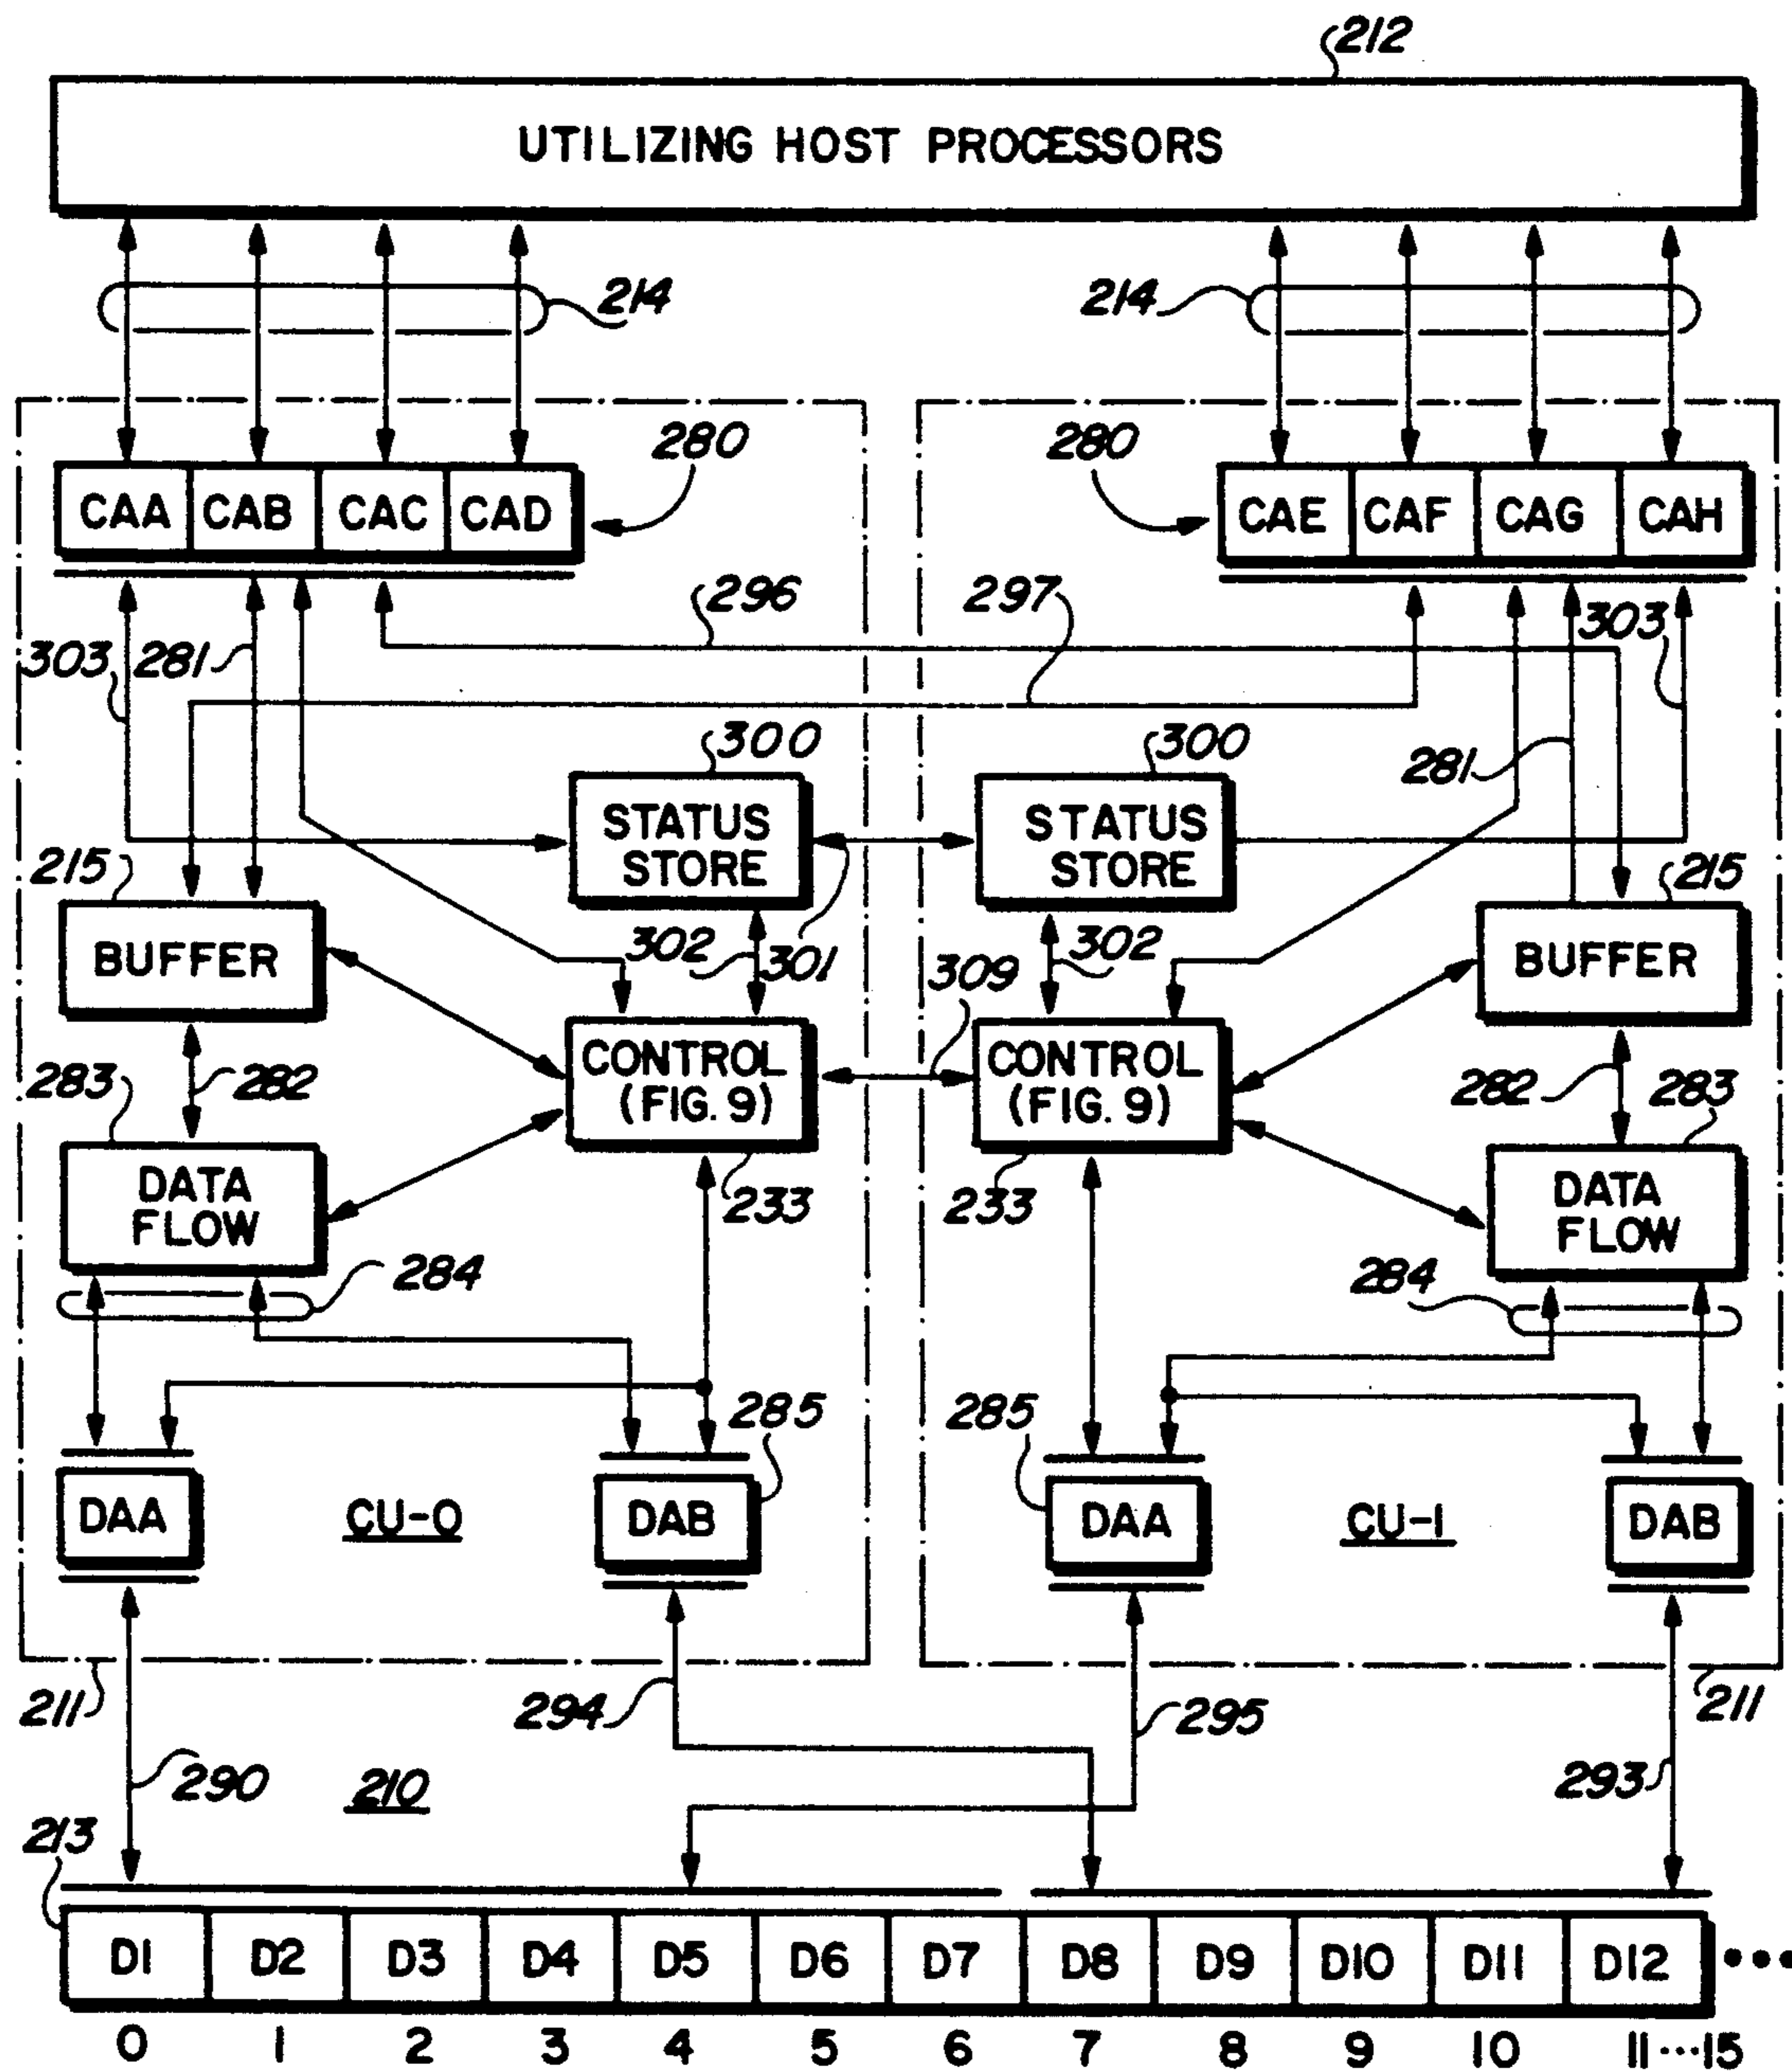 212
UTILIZING HOST PROCESSORS
214
214
280
280
CAA CAB CAC CAD
CAE CAF CAG CAH
296
297
303
281
303
300
300
281
STATUS
STORE
STATUS
STORE
215
215
302
301
302
309
BUFFER
BUFFER
283
282
CONTROL
(FIG. 9)
CONTROL
(FIG. 9)
282
283
DATA
FLOW
233
233
DATA
FLOW
284
284
285
285
DAA
CU-0
DAB
DAA
CU-1
DAB
211
294
295
211
290
210
293
213
D1 D2 D3 D4 D5 D6 D7 D8 D9 D10 D11 D12 •••
0 1 2 3 4 5 6 7 8 9 10 11···15